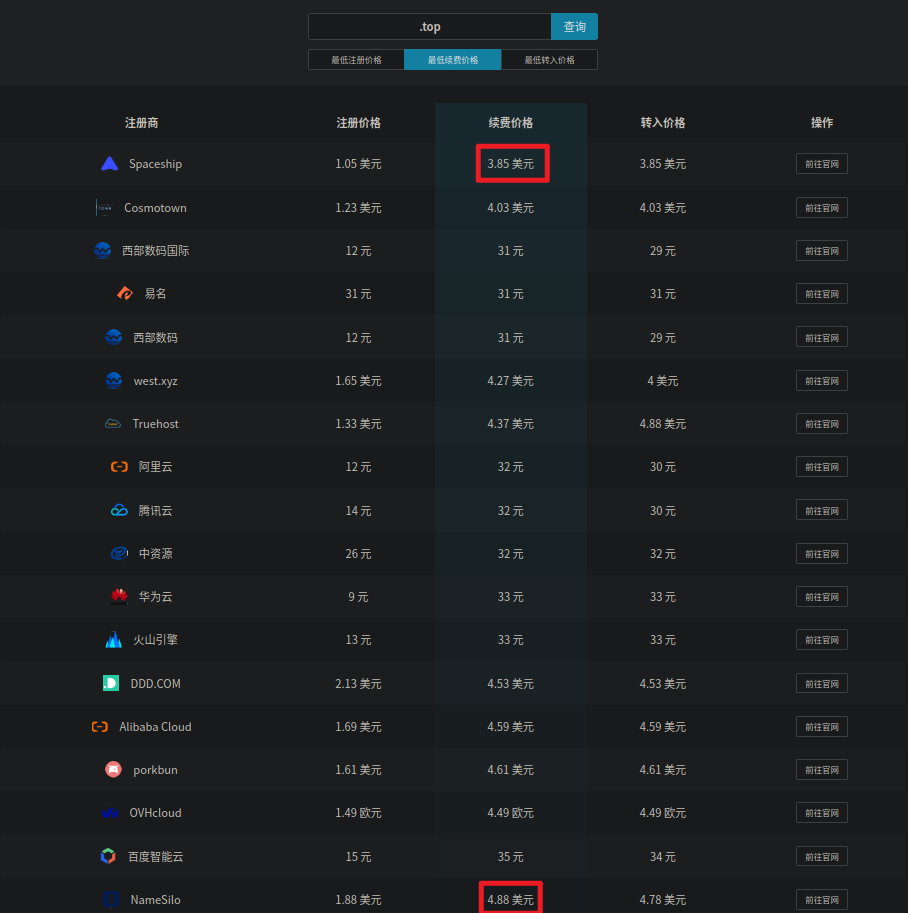 .top 查询
最低注册价格 最低续费价格 最低转入价格
注册商 注册价格 续费价格 转入价格 操作
Spaceship 1.05 美元 3.85 美元 3.85 美元 前往官网
Cosmotown 1.23 美元 4.03 美元 4.03 美元 前往官网
西部数码国际 12 元 31 元 29 元 前往官网
易名 31 元 31 元 31 元 前往官网
西部数码 12 元 31 元 29 元 前往官网
west.xyz 1.65 美元 4.27 美元 4 美元 前往官网
Truehost 1.33 美元 4.37 美元 4.88 美元 前往官网
阿里云 12 元 32 元 30 元 前往官网
腾讯云 14 元 32 元 30 元 前往官网
中资源 26 元 32 元 32 元 前往官网
华为云 9 元 33 元 33 元 前往官网
火山引擎 13 元 33 元 33 元 前往官网
DDD.COM 2.13 美元 4.53 美元 4.53 美元 前往官网
Alibaba Cloud 1.69 美元 4.59 美元 4.59 美元 前往官网
porkbun 1.61 美元 4.61 美元 4.61 美元 前往官网
OVHcloud 1.49 欧元 4.49 欧元 4.49 欧元 前往官网
百度智能云 15 元 35 元 34 元 前往官网
NameSilo 1.88 美元 4.88 美元 4.78 美元 前往官网